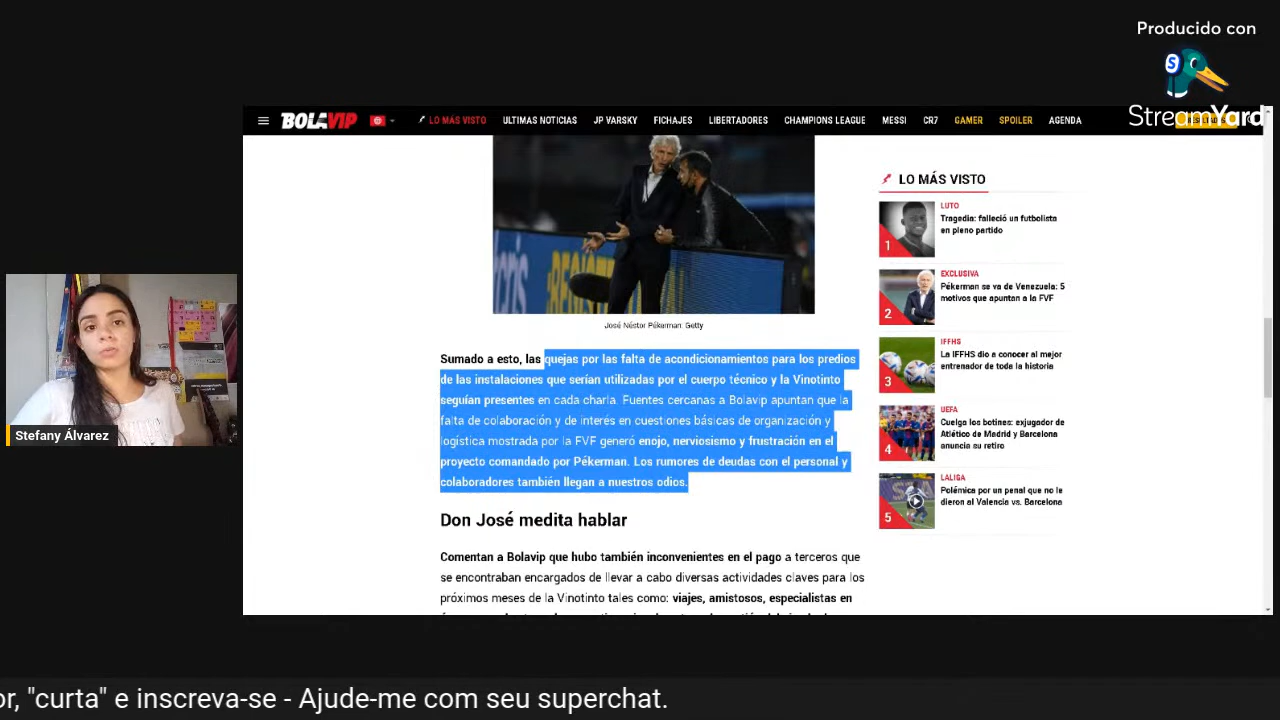 Producido con
S
StreamYard
BOLAVIP
LO MÁS VISTO
ULTIMAS NOTICIAS
JP VARSKY
FICHAJES
LIBERTADORES
CHAMPIONS LEAGUE
MESSI
CR7
GAMER
SPOILER
AGENDA
José Néstor Pékerman: Getty
Sumado a esto, las quejas por las falta de acondicionamientos para los predios
de las instalaciones que serían utilizadas por el cuerpo técnico y la Vinotinto
seguían presentes en cada charla. Fuentes cercanas a Bolavip apuntan que la
falta de colaboración y de interés en cuestiones básicas de organización y
logística mostrada por la FVF generó enojo, nerviosismo y frustración en el
proyecto comandado por Pékerman. Los rumores de deudas con el personal y
colaboradores también llegan a nuestros odios.
Don José medita hablar
Comentan a Bolavip que hubo también inconvenientes en el pago a terceros que
se encontraban encargados de llevar a cabo diversas actividades claves para los
próximos meses de la Vinotinto tales como: viajes, amistosos, especialistas en
LO MÁS VISTO
1
LUTO
Tragedia: falleció un futbolista
en pleno partido
2
EXCLUSIVA
Pékerman se va de Venezuela: 5
motivos que apuntan a la FVF
3
IFFHS
La IFFHS dio a conocer al mejor
entrenador de toda la historia
4
UEFA
Cuelga los botines: exjugador de
Atlético de Madrid y Barcelona
anuncia su retiro
5
LALIGA
Polémica por un penal que no le
dieron al Valencia vs. Barcelona
Stefany Álvarez
or, "curta" e inscreva-se - Ajude-me com seu superchat.